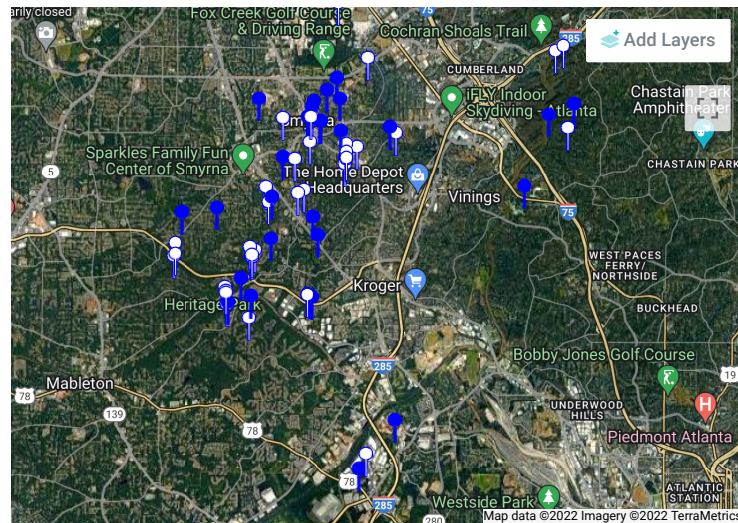 arily closed
Fox Creek Golf Course
& Driving Range
75
Cochran Shoals Trail
285
Add Layers
CUMBERLAND
iFLY Indoor
Skydiving - Atlanta
Chastain Park
Amphitheater
Sparkles Family Fun
Center of Smyrna
5
The Home Depot
Headquarters
CHASTAIN PARK
Vinings
75
WEST PACES
FERRY/
NORTHSIDE
Kroger
Heritage Park
BUCKHEAD
285
Bobby Jones Golf Course
Mableton
19
78
139
78
UNDERWOOD
HILLS
H
Piedmont Atlanta
78
285
280
Westside Park
ATLANTIC
STATION
Map data ©2022 Imagery ©2022 TerraMetrics